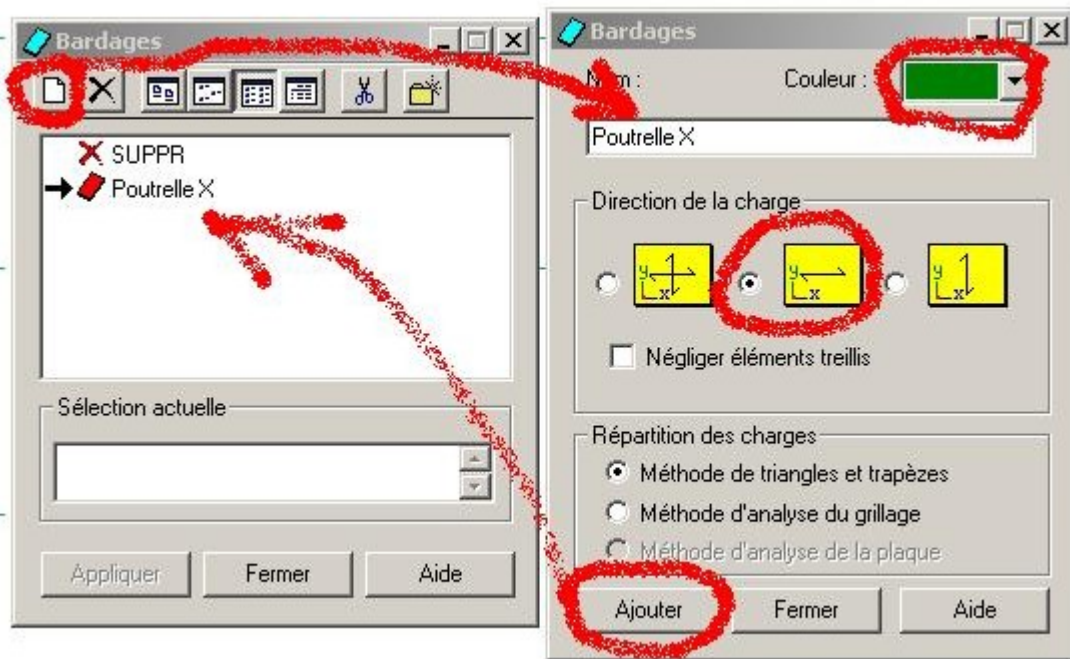 Bardages
SUPPR
Poutrelle X
Sélection actuelle
Appliquer Fermer Aide
Bardages
Nom : Couleur :
Poutrelle X
Direction de la charge
y x y x y x
Négliger éléments treillis
Répartition des charges
Méthode de triangles et trapèzes
Méthode d'analyse du grillage
Méthode d'analyse de la plaque
Ajouter Fermer Aide